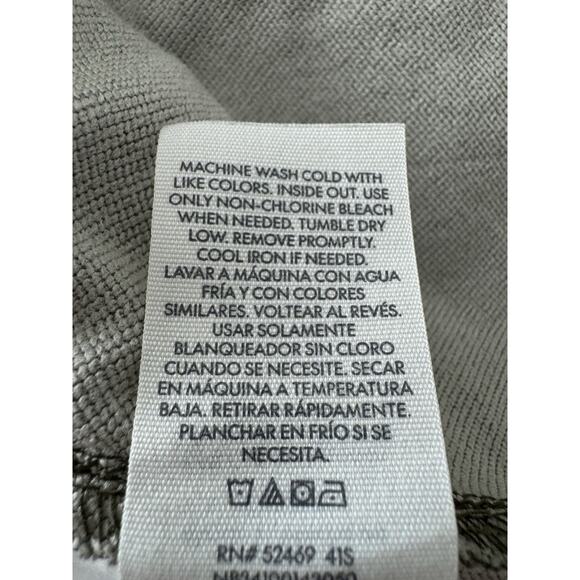 MACHINE WASH COLD WITH
LIKE COLORS. INSIDE OUT. USE
ONLY NON-CHLORINE BLEACH
WHEN NEEDED. TUMBLE DRY
LOW. REMOVE PROMPTLY.
COOL IRON IF NEEDED.
LAVAR A MÁQUINA CON AGUA
FRÍA Y CON COLORES
SIMILARES. VOLTEAR AL REVÉS.
USAR SOLAMENTE
BLANQUEADOR SIN CLORO
CUANDO SE NECESITE. SECAR
EN MÁQUINA A TEMPERATURA
BAJA. RETIRAR RÁPIDAMENTE.
PLANCHAR EN FRÍO SI SE
NECESITA.
RN# 52469 41S